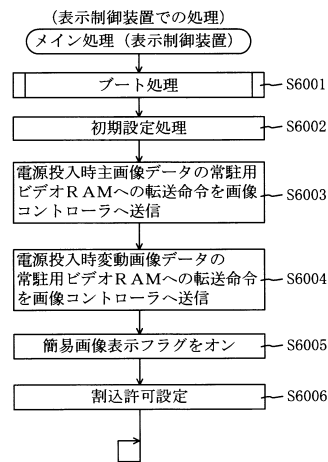 (表示制御装置での処理)
メイン処理(表示制御装置)
ブート処理
S6001
初期設定処理
S6002
電源投入時主画像データの常駐用
ビデオRAMへの転送命令を画像
コントローラへ送信
S6003
電源投入時変動画像データの
常駐用ビデオRAMへの転送命令
を画像コントローラへ送信
S6004
簡易画像表示フラグをオン
S6005
割込許可設定
S6006